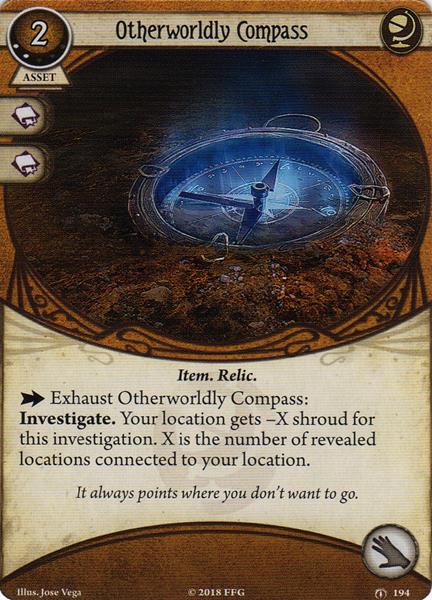 2
Otherworldly Compass
ASSET
Item. Relic.
Exhaust Otherworldly Compass:
Investigate. Your location gets –X shroud for
this investigation. X is the number of revealed
locations connected to your location.
It always points where you don't want to go.
Illus. Jose Vega
© 2018 FFG
194